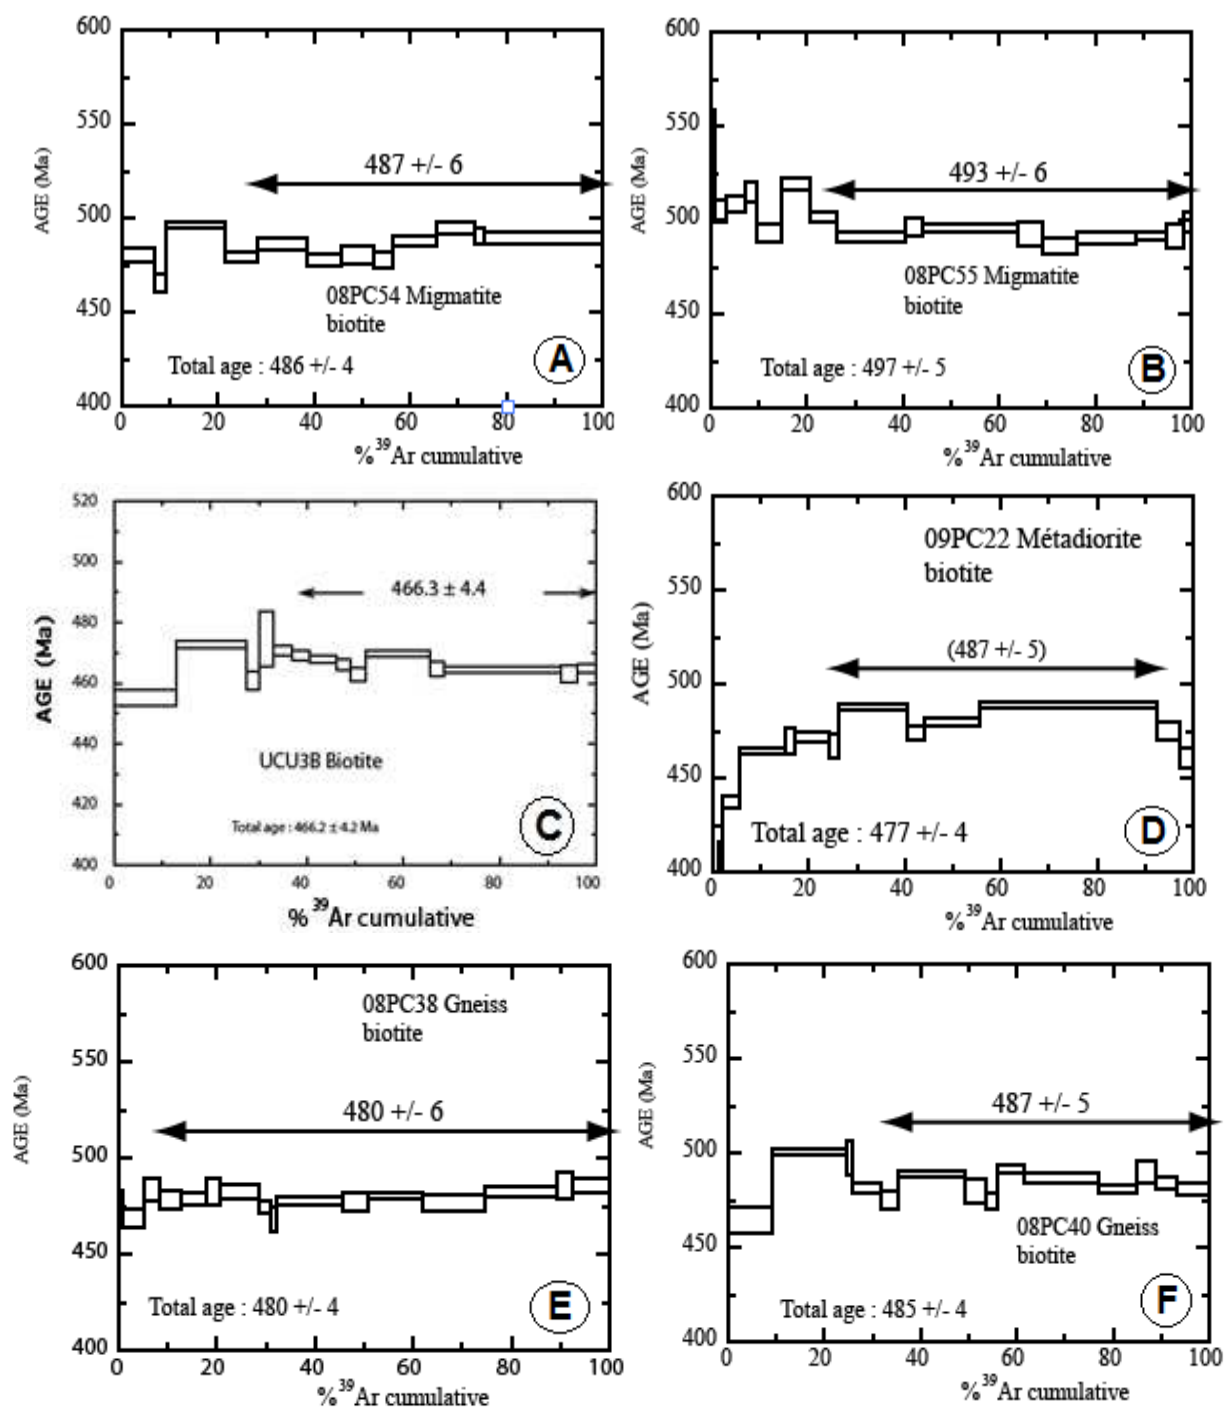 600
550
500
450
400
AGE (Ma)
487 +/- 6
08PC54 Migmatite
biotite
Total age : 486 +/- 4
A
0 20 40 60 80 100
%³⁹Ar cumulative
600
550
500
450
400
AGE (Ma)
493 +/- 6
08PC55 Migmatite
biotite
Total age : 497 +/- 5
B
0 20 40 60 80 100
%³⁹Ar cumulative
520
500
480
460
440
420
400
AGE (Ma)
466.3 ± 4.4
UCU3B Biotite
Total age : 466.2 ± 4.2 Ma
C
0 20 40 60 80 100
% ³⁹Ar cumulative
600
550
500
450
400
AGE (Ma)
09PC22 Métadiorite
biotite
(487 +/- 5)
Total age : 477 +/- 4
D
0 20 40 60 80 100
%³⁹Ar cumulative
600
550
500
450
400
AGE (Ma)
08PC38 Gneiss
biotite
480 +/- 6
Total age : 480 +/- 4
E
0 20 40 60 80 100
%³⁹Ar cumulative
600
550
500
450
400
AGE (Ma)
487 +/- 5
08PC40 Gneiss
biotite
Total age : 485 +/- 4
F
0 20 40 60 80 100
%³⁹Ar cumulative